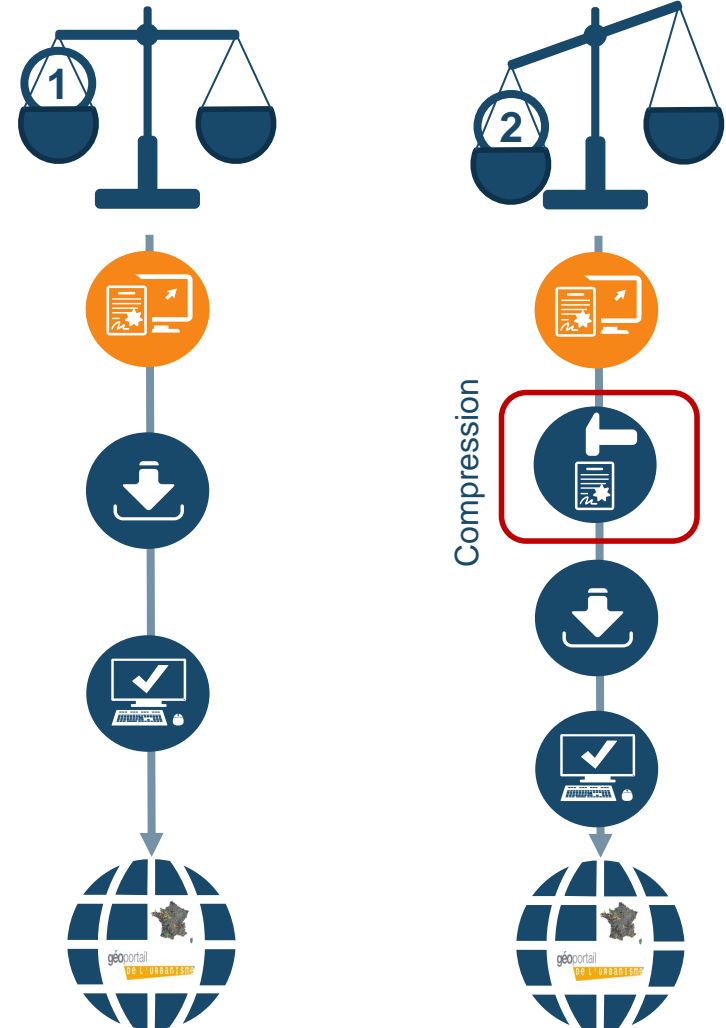 1
2
Compression
géoportail
DE L'URBANISME
géoportail
DE L'URBANISME